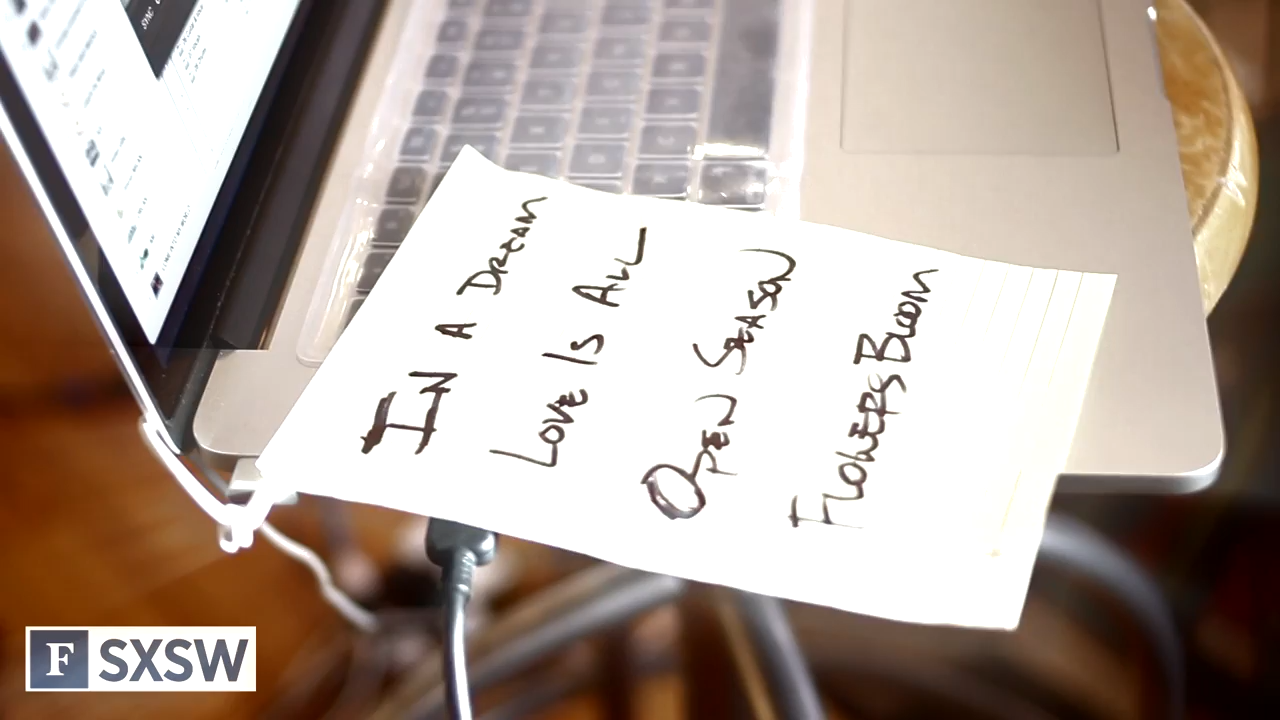 In A Dream
Love Is All
Open Season
Flowers Bloom
F SXSW